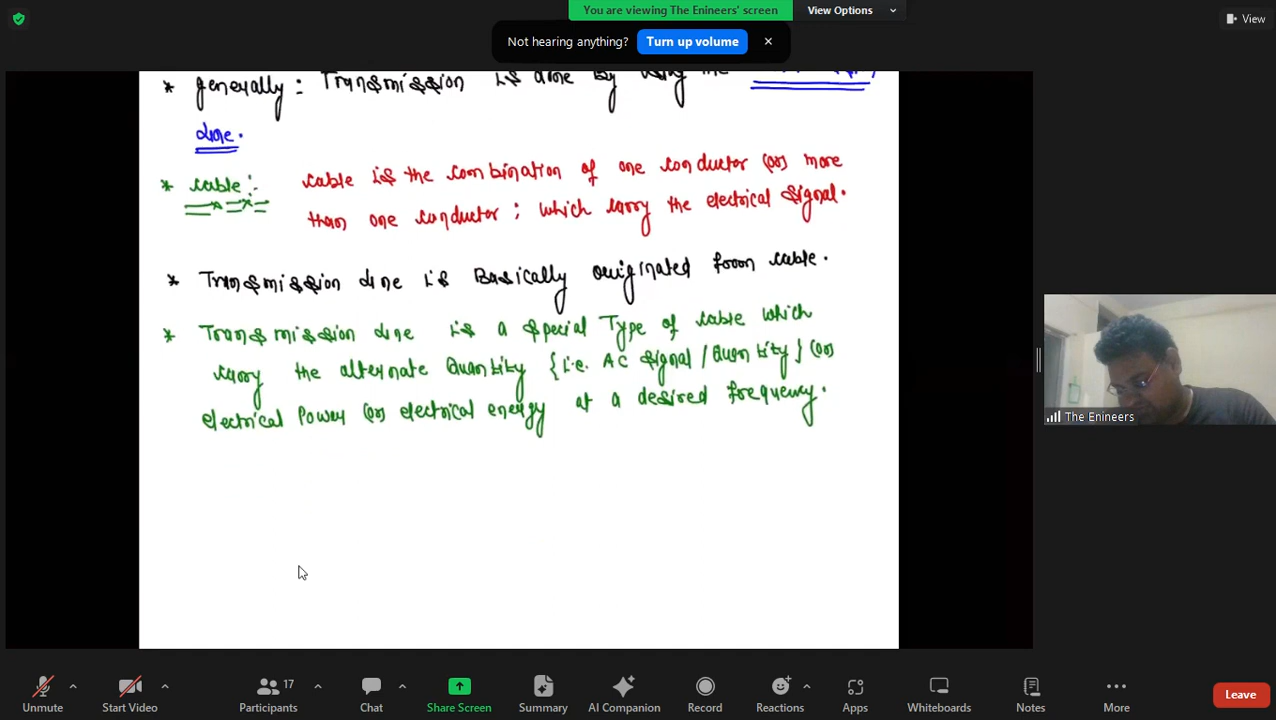 You are viewing The Enineers' screen
View Options
View
Not hearing anything?
Turn up volume
* generally : Transmission is done by using the
line.
* cable :-
cable is the combination of one conductor (or) more
than one conductor ; which carry the electrical signal.
* Transmission line is Basically originated from cable.
* Transmission line is a special Type of cable which
carry the alternate Quantity {i.e. AC signal / Quantity} (or)
electrical Power (or) electrical energy at a desired frequency.
The Enineers
Unmute
Start Video
Participants
17
Chat
Share Screen
Summary
AI Companion
Record
Reactions
Apps
Whiteboards
Notes
More
Leave